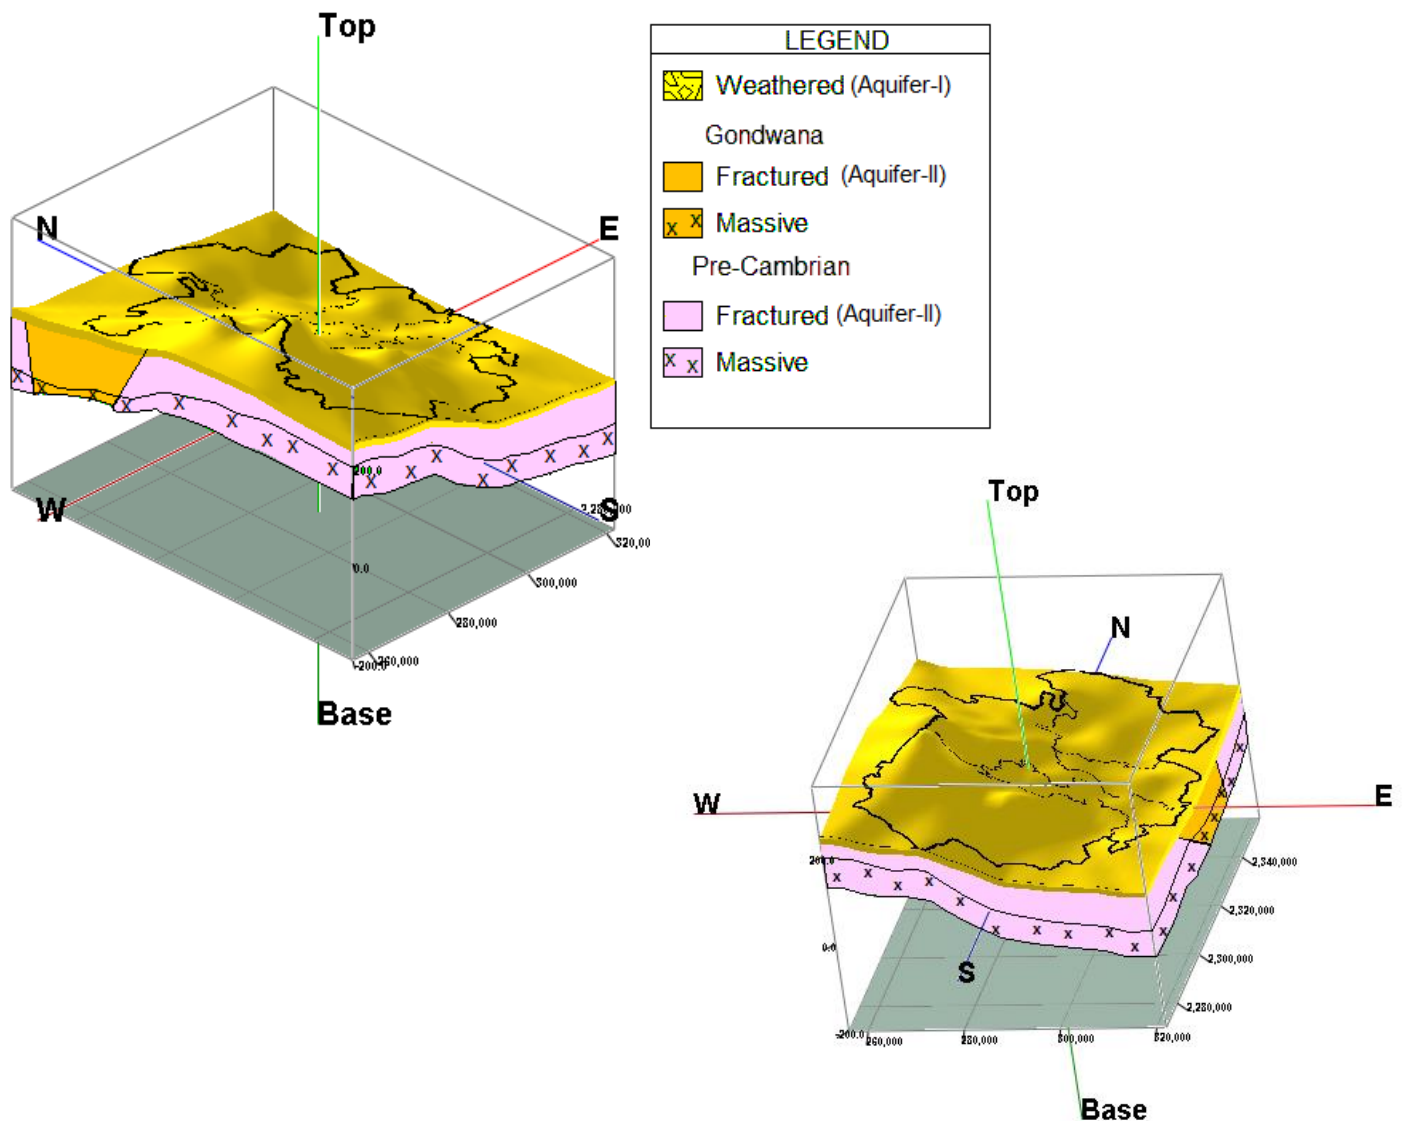 Top
N
E
W
S
200.0
0.0
-200.0
260,000
280,000
300,000
Base
LEGEND
Weathered (Aquifer-I)
Gondwana
Fractured (Aquifer-II)
x x
Massive
Pre-Cambrian
Fractured (Aquifer-II)
x x
Massive
Top
N
W
E
S
200.0
0.0
-200.0
260,000
280,000
300,000
320,000
2,280,000
2,300,000
2,320,000
2,340,000
Base